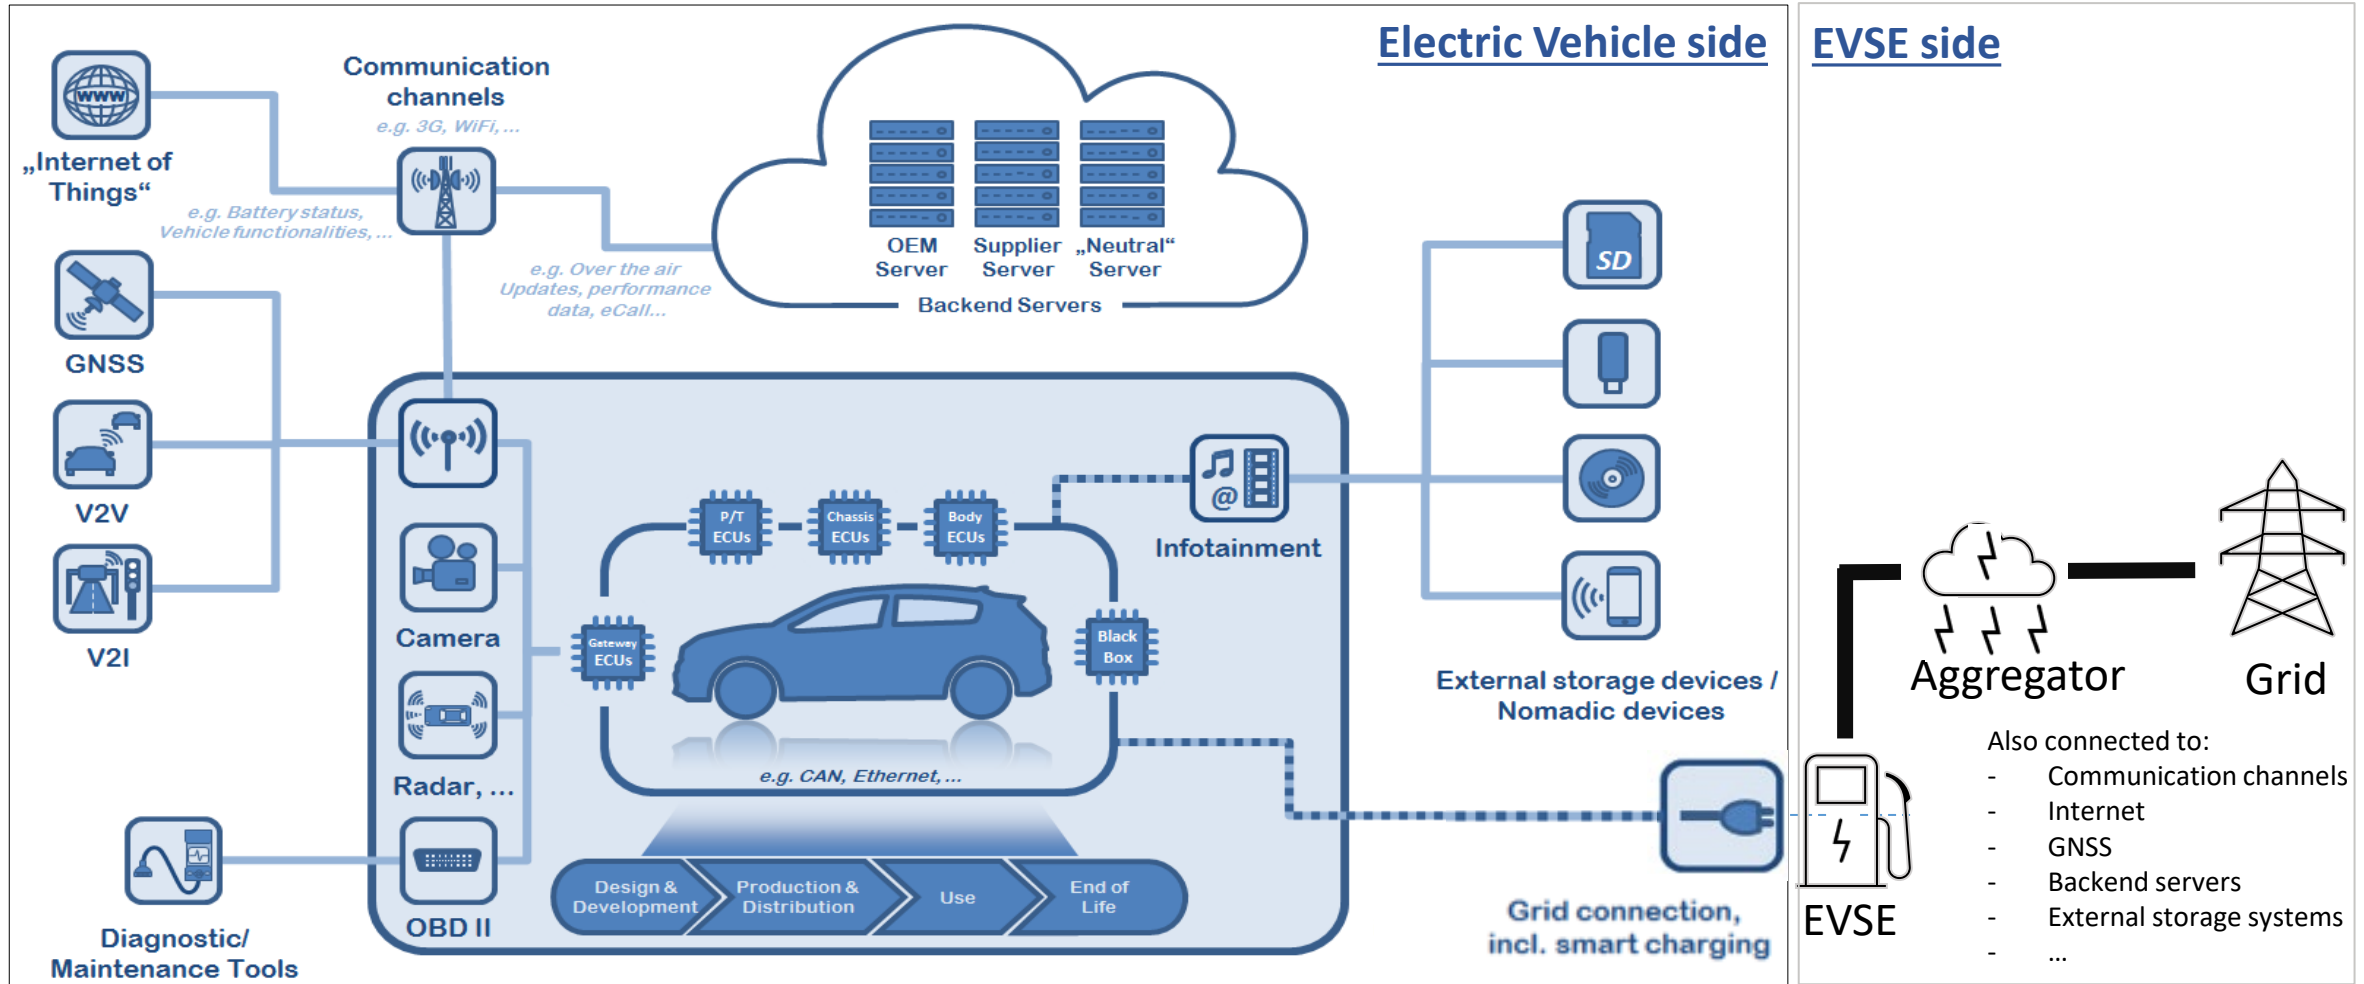 Electric Vehicle side
EVSE side
Communication
channels
e.g. 3G, WiFi, ...
WWW
„Internet of
Things“
e.g. Battery status,
Vehicle functionalities, ...
e.g. Over the air
Updates, performance
data, eCall...
OEM
Server
Supplier
Server
„Neutral“
Server
Backend Servers
GNSS
V2V
V2I
Camera
Radar, ...
OBD II
Diagnostic/
Maintenance Tools
P/T
ECUs
Chassis
ECUs
Body
ECUs
Gateway
ECUs
Black
Box
@
Infotainment
e.g. CAN, Ethernet, ...
Design &
Development
Production &
Distribution
Use
End of
Life
SD
External storage devices /
Nomadic devices
Grid connection,
incl. smart charging
Aggregator
Grid
EVSE
Also connected to:
- Communication channels
- Internet
- GNSS
- Backend servers
- External storage systems
- ...